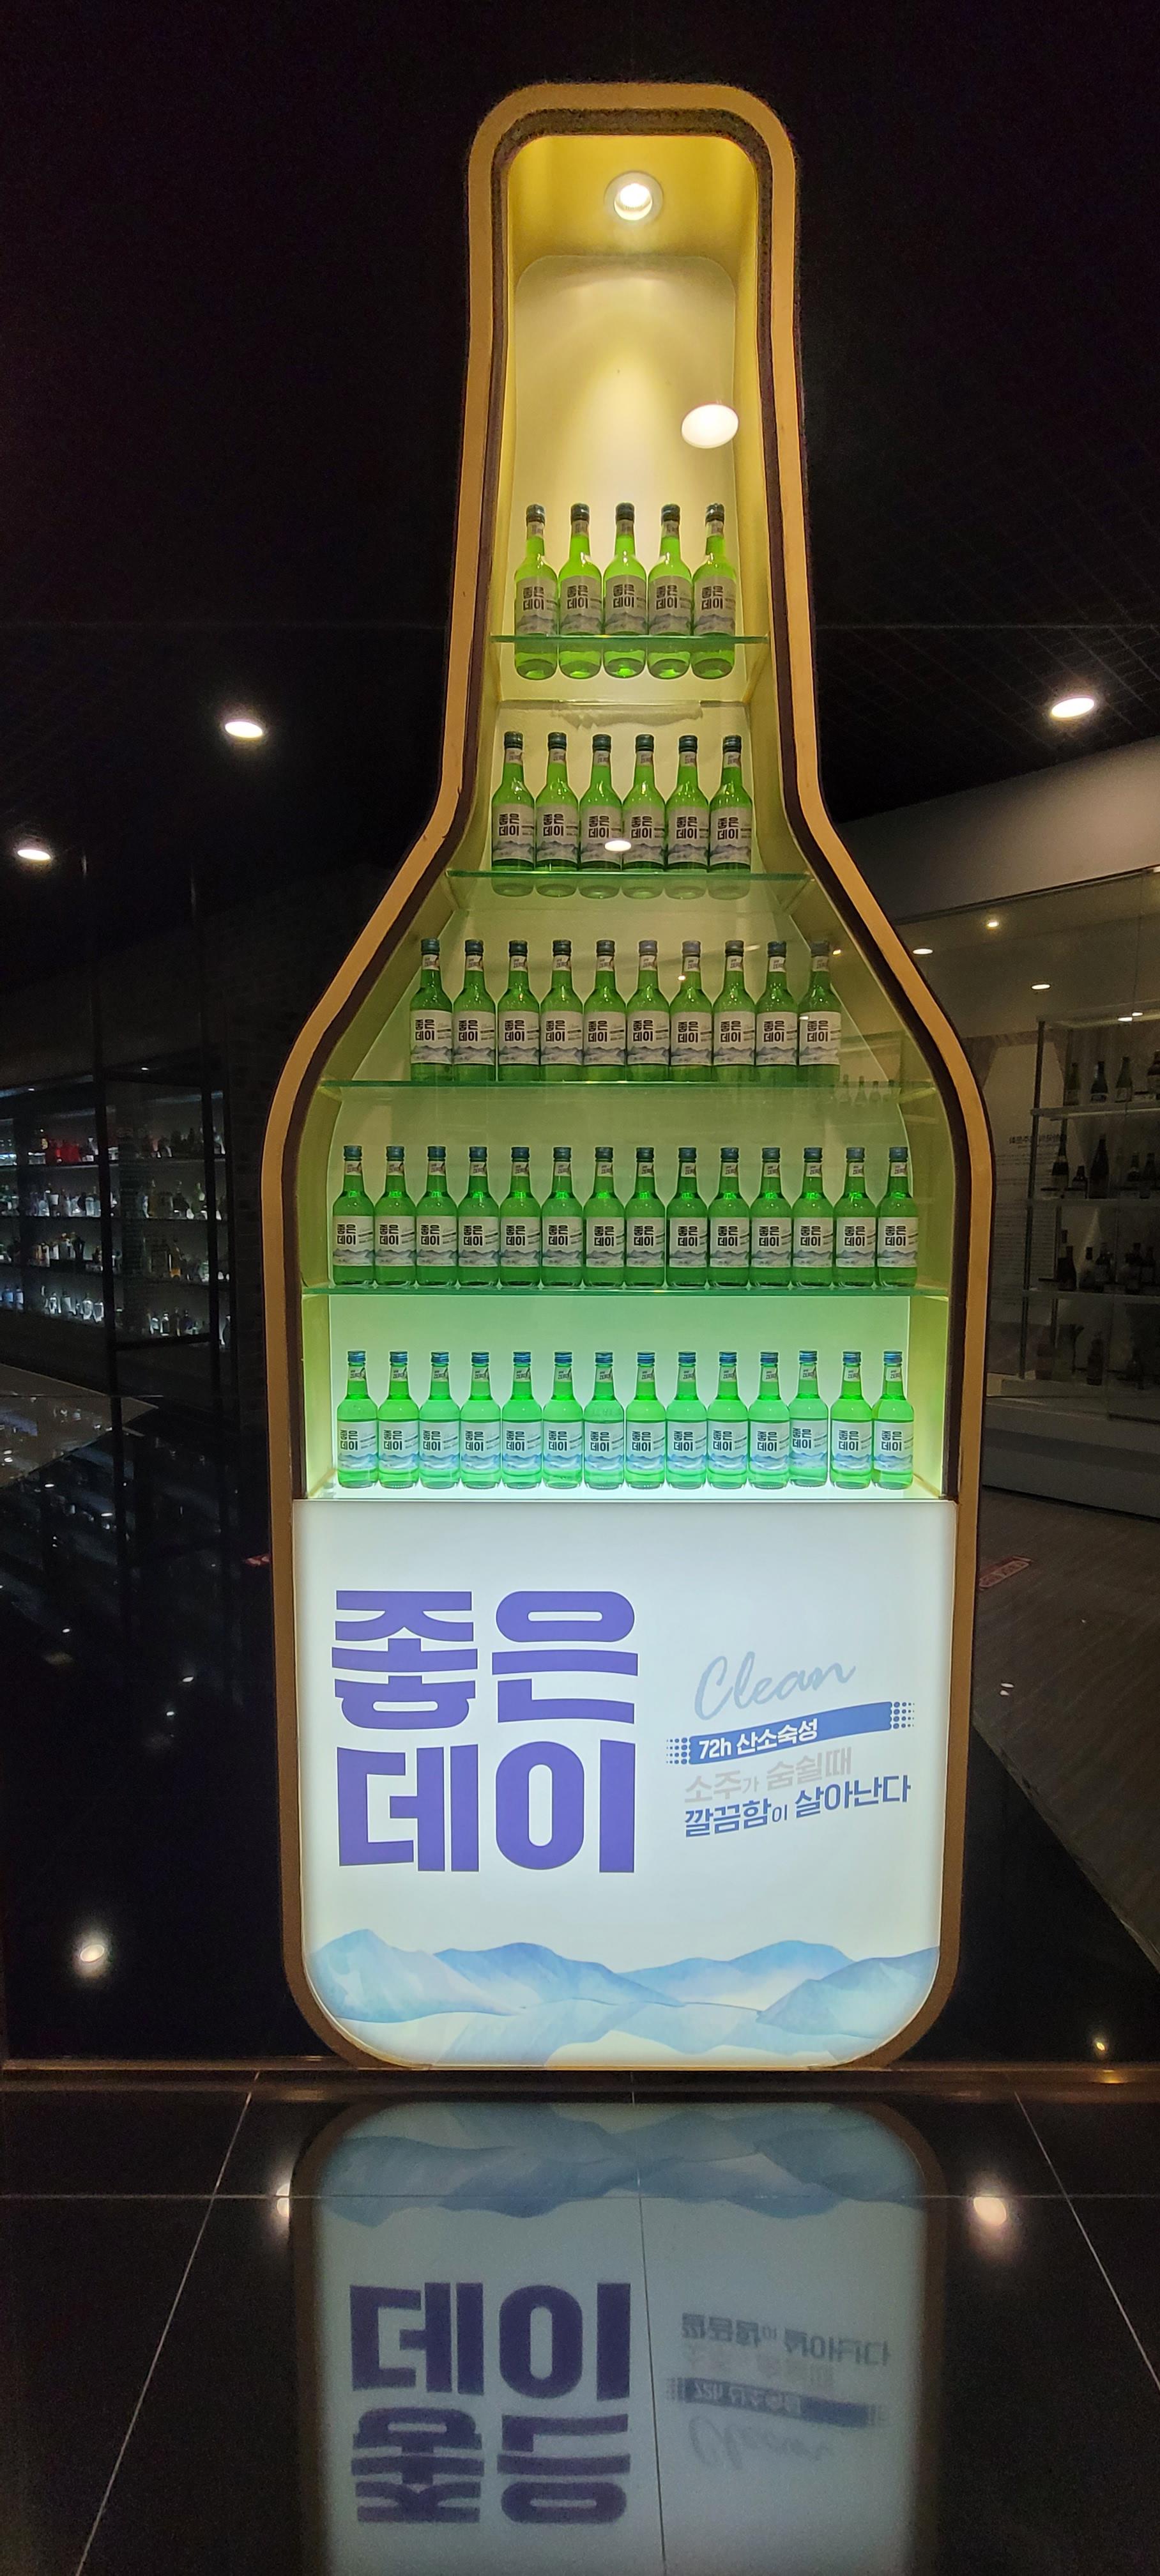 좋은
데이
Clean
72h 산소숙성
소주가 숨쉴때
깔끔함이 살아난다